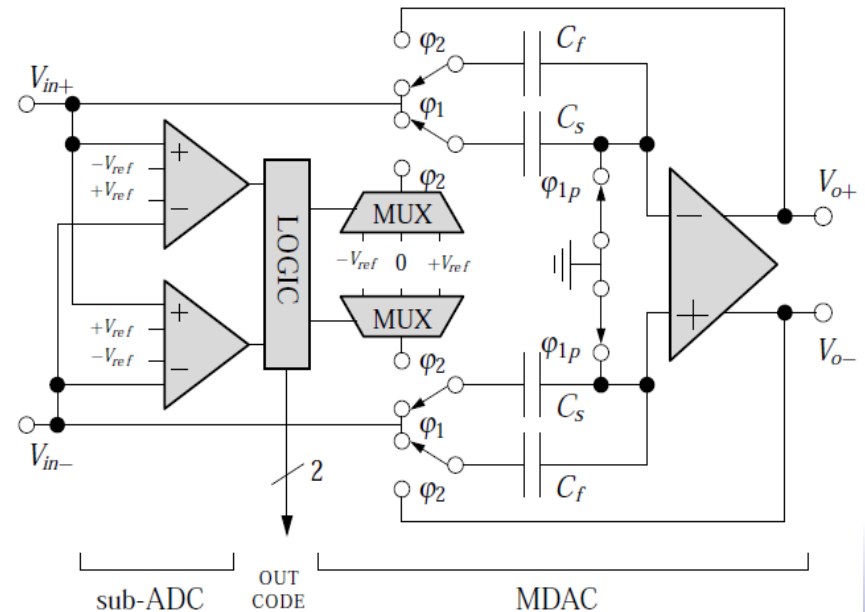 φ2
Cf
Vin+
φ1
Cs
+
−Vref
+Vref
−
φ2
φ1p
MUX
Vo+
−
LOGIC
−Vref 0 +Vref
+
+Vref
−Vref
−
MUX
+
φ2
φ1p
Vo−
Cs
φ1
Vin−
Cf
2
φ2
sub-ADC
OUT
CODE
MDAC